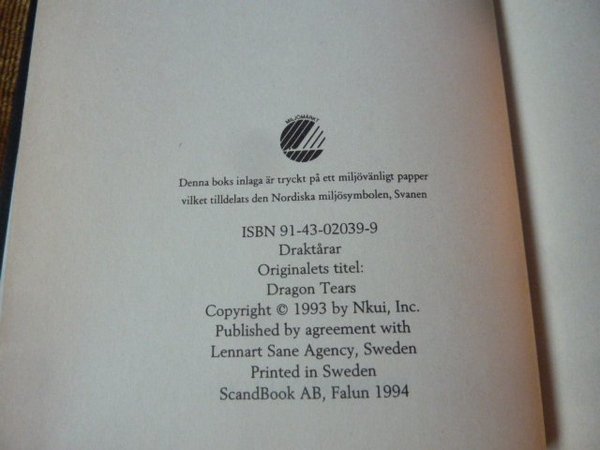 MILJÖMÄRKT
Denna boks inlaga är tryckt på ett miljövänligt papper
vilket tilldelats den Nordiska miljösymbolen, Svanen
ISBN 91-43-02039-9
Draktårar
Originalets titel:
Dragon Tears
Copyright © 1993 by Nkui, Inc.
Published by agreement with
Lennart Sane Agency, Sweden
Printed in Sweden
ScandBook AB, Falun 1994